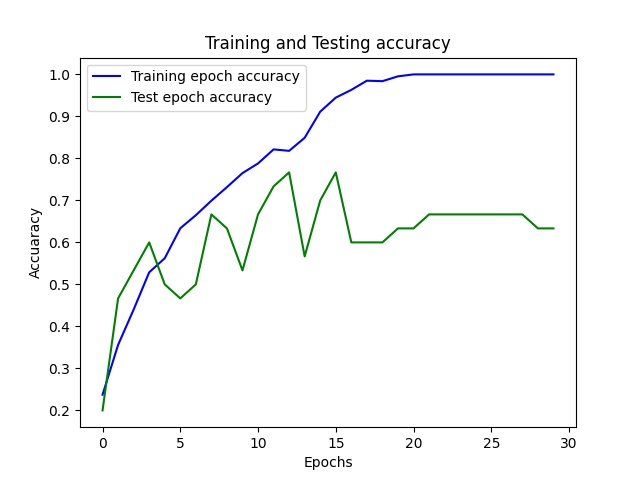 Training and Testing accuracy
Training epoch accuracy
Test epoch accuracy
1.0
0.9
0.8
0.7
0.6
0.5
0.4
0.3
0.2
Accuaracy
0 5 10 15 20 25 30
Epochs